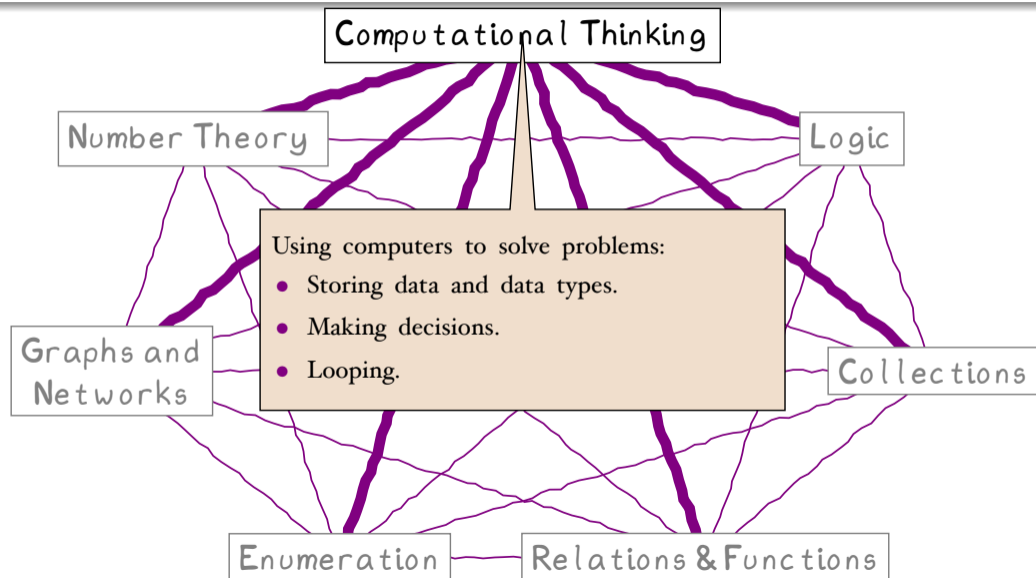 Computational Thinking
Number Theory
Logic
Using computers to solve problems:
• Storing data and data types.
• Making decisions.
• Looping.
Graphs and
Networks
Collections
Enumeration
Relations & Functions